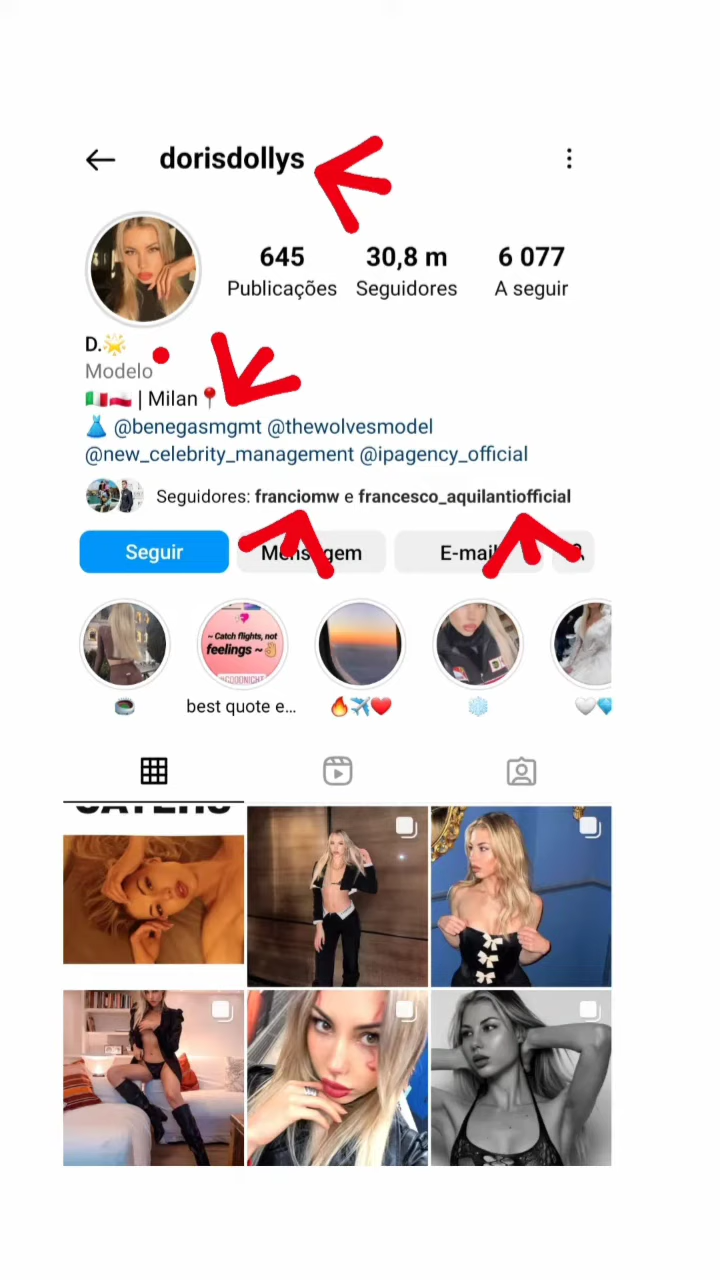 dorisdollys
645 30,8 m 6 077
Publicações Seguidores A seguir
D.🌟
Modelo
🇮🇹🇵🇱 | Milan📍
👗 @benegasmgmt @thewolvesmodel
@new_celebrity_management @ipagency_official
Seguidores: franciomw e francesco_aquilantiofficial
Seguir Mensagem E-mail
~ Catch flights, not
feelings ~👌
GOODNIGHT
best quote e... 🔥✈️❤️ ❄️ 🤍💎